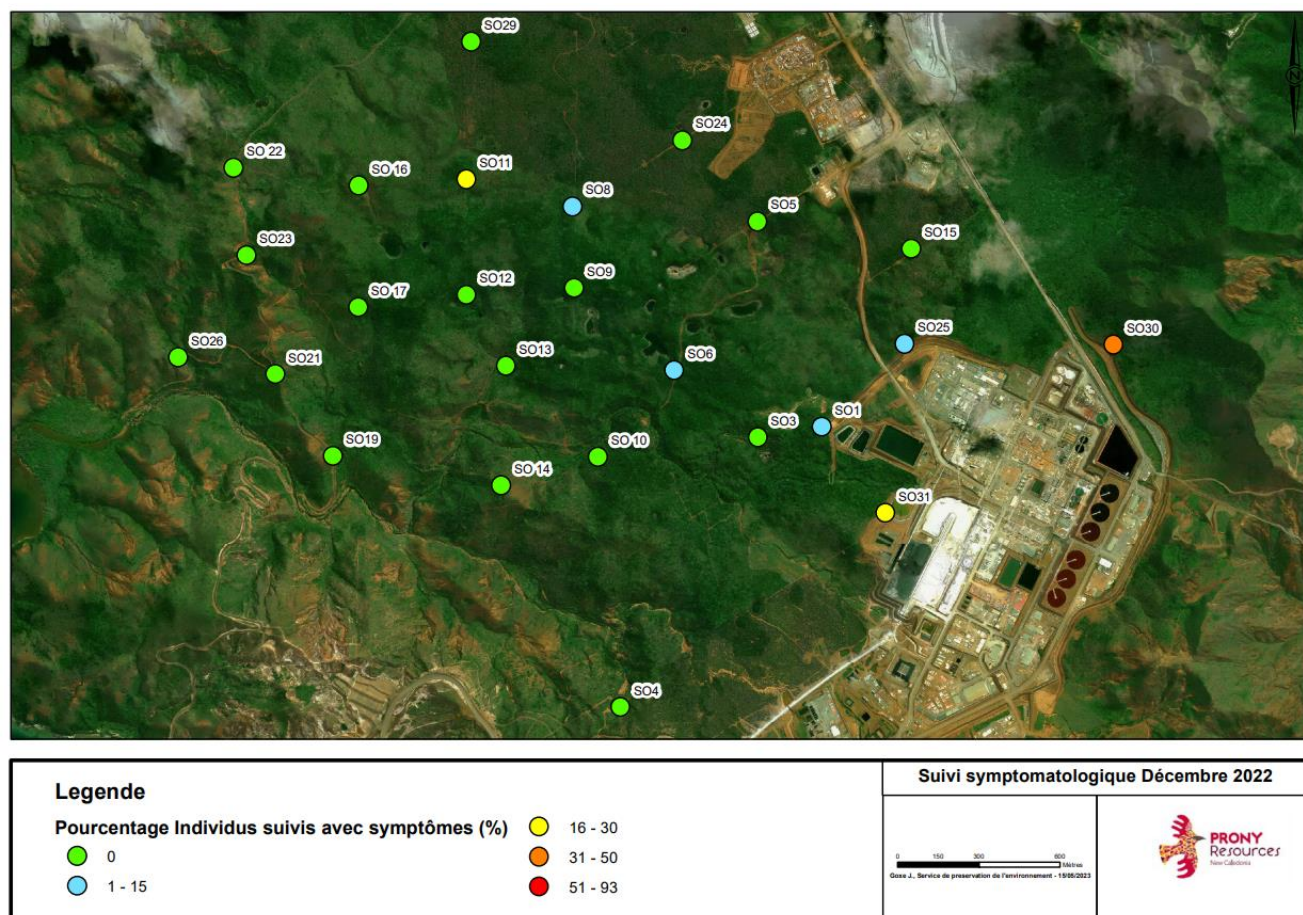 SO29
SO24
SO 22
SO 16
SO11
SO8
SO5
SO15
SO23
SO 17
SO12
SO9
SO25
SO30
SO26
SO21
SO13
SO6
SO3
SO1
SO19
SO 14
SO 10
SO31
SO4
Legende
Pourcentage Individus suivis avec symptômes (%)
0
1 - 15
16 - 30
31 - 50
51 - 93
Suivi symptomatologique Décembre 2022
0 150 300 600
Mètres
Goxe J., Service de preservation de l'environnement - 15/05/2023
PRONY
Resources
New Caledonia